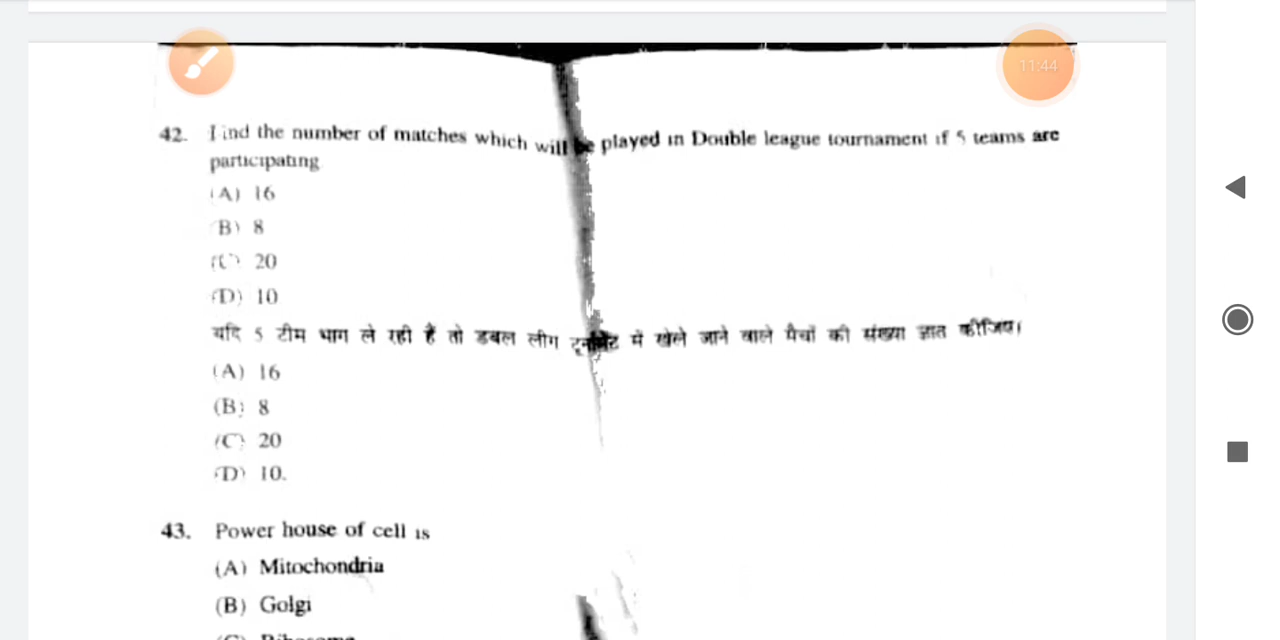 11:44
42. Find the number of matches which will be played in Double league tournament if 5 teams are
participating
(A) 16
(B) 8
(C) 20
(D) 10
यदि 5 टीम भाग ले रही हैं तो डबल लीग टूर्नामेंट में खेले जाने वाले मैचों की संख्या ज्ञात कीजिए।
(A) 16
(B) 8
(C) 20
(D) 10.
43. Power house of cell is
(A) Mitochondria
(B) Golgi
(C) Ribosome